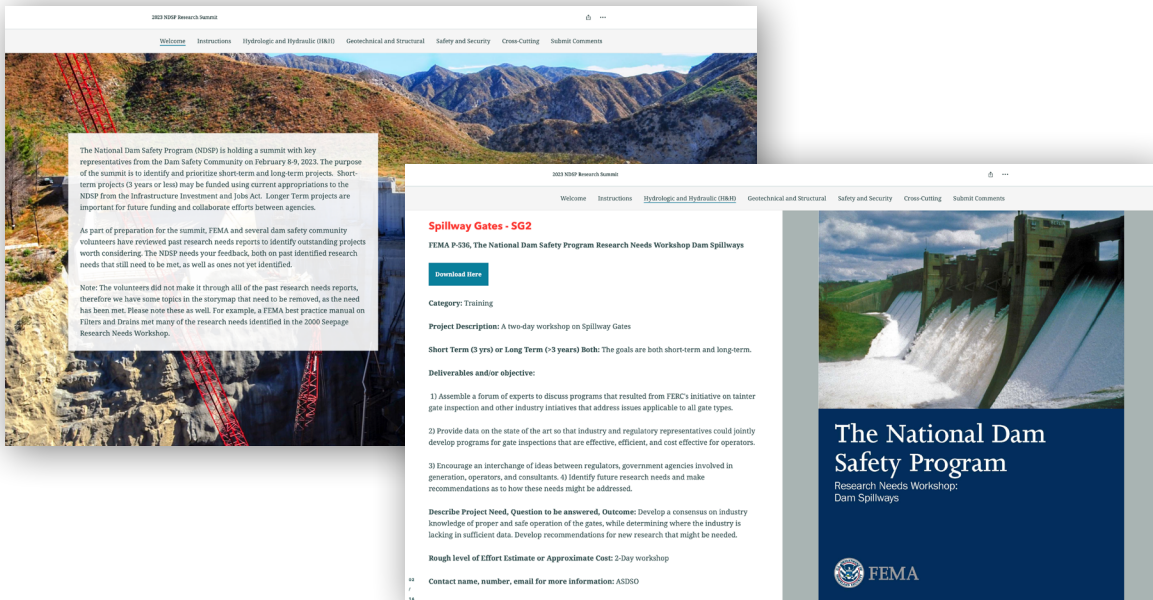 2023 NDSP Research Summit
Welcome Instructions Hydrologic and Hydraulic (H&H) Geotechnical and Structural Safety and Security Cross-Cutting Submit Comments
The National Dam Safety Program (NDSP) is holding a summit with key
representatives from the Dam Safety Community on February 8-9, 2023. The purpose
of the summit is to identify and prioritize short-term and long-term projects. Short-
term projects (3 years or less) may be funded using current appropriations to the
NDSP from the Infrastructure Investment and Jobs Act. Longer Term projects are
important for future funding and collaborate efforts between agencies.
As part of preparation for the summit, FEMA and several dam safety community
volunteers have reviewed past research needs reports to identify outstanding projects
worth considering. The NDSP needs your feedback, both on past identified research
needs that still need to be met, as well as ones not yet identified.
Note: The volunteers did not make it through alll of the past research needs reports,
therefore we have some topics in the storymap that need to be removed, as the need
has been met. Please note these as well. For example, a FEMA best practice manual on
Filters and Drains met many of the research needs identified in the 2000 Seepage
Research Needs Workshop.
2023 NDSP Research Summit
Welcome Instructions Hydrologic and Hydraulic (H&H) Geotechnical and Structural Safety and Security Cross-Cutting Submit Comments
Spillway Gates - SG2
FEMA P-536, The National Dam Safety Program Research Needs Workshop Dam Spillways
Download Here
Category: Training
Project Description: A two-day workshop on Spillway Gates
Short Term (3 yrs) or Long Term (>3 years) Both: The goals are both short-term and long-term.
Deliverables and/or objective:
1) Assemble a forum of experts to discuss programs that resulted from FERC's initiative on tainter
gate inspection and other industry intiatives that address issues applicable to all gate types.
2) Provide data on the state of the art so that industry and regulatory representatives could jointly
develop programs for gate inspections that are effective, efficient, and cost effective for operators.
3) Encourage an interchange of ideas between regulators, government agencies involved in
generation, operators, and consultants. 4) Identify future research needs and make
recommendations as to how these needs might be addressed.
Describe Project Need, Question to be answered, Outcome: Develop a consensus on industry
knowledge of proper and safe operation of the gates, while determining where the industry is
lacking in sufficient data. Develop recommendations for new research that might be needed.
Rough level of Effort Estimate or Approximate Cost: 2-Day workshop
Contact name, number, email for more information: ASDSO
The National Dam
Safety Program
Research Needs Workshop:
Dam Spillways
FEMA